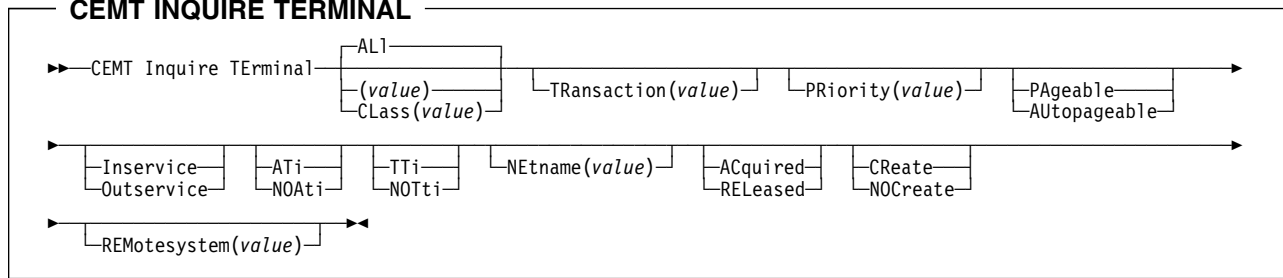 CEMT INQUIRE TERMINAL
ALl
CEMT Inquire TErminal
(value) TRansaction(value) PRiority(value) PAgeable
CLass(value) AUtopageable
Inservice ATi TTi NEtname(value) ACquired CReate
Outservice NOAti NOTti RELeased NOCreate
REMotesystem(value)